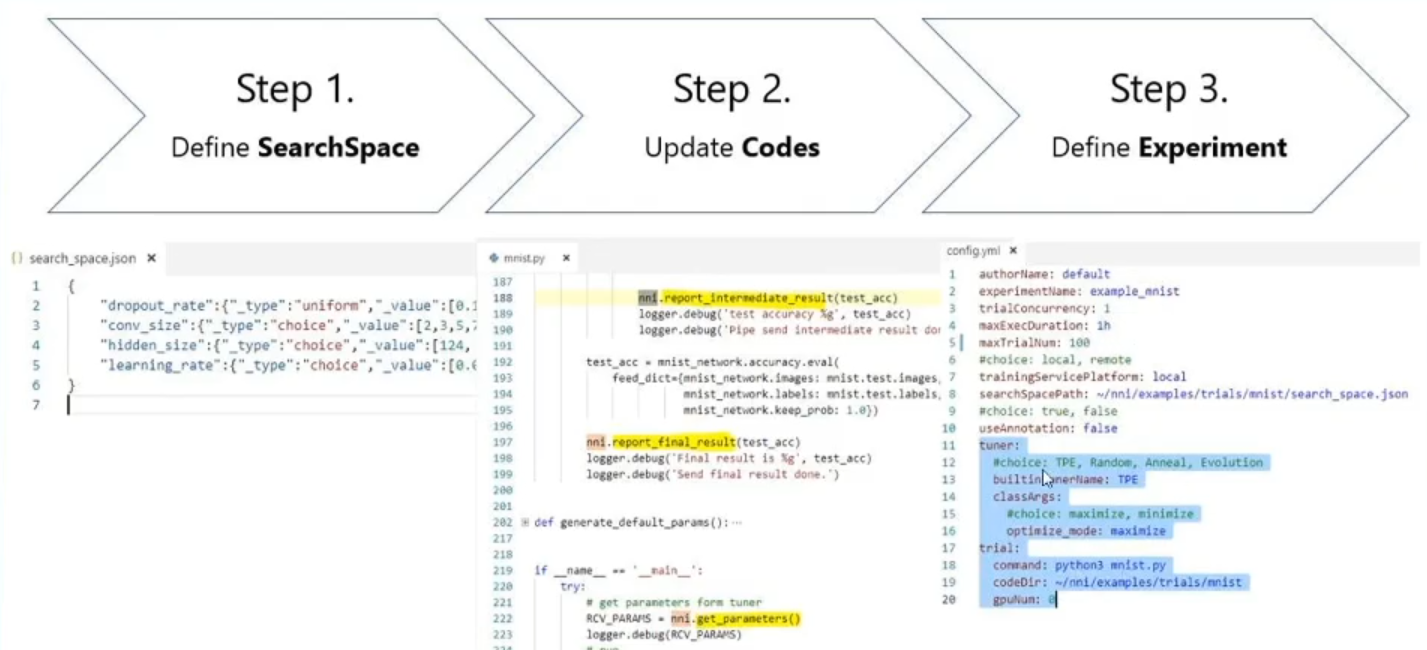 Step 1.
Define SearchSpace
Step 2.
Update Codes
Step 3.
Define Experiment
{} search_space.json ×
1 {
2 "dropout_rate":{"_type":"uniform","_value":[0.1
3 "conv_size":{"_type":"choice","_value":[2,3,5,7
4 "hidden_size":{"_type":"choice","_value":[124,
5 "learning_rate":{"_type":"choice","_value":[0.0
6 }
7
mnist.py ×
187
188 nni.report_intermediate_result(test_acc)
189 logger.debug('test accuracy %g', test_acc)
190 logger.debug('Pipe send intermediate result don
191
192 test_acc = mnist_network.accuracy.eval(
193 feed_dict={mnist_network.images: mnist.test.images,
194 mnist_network.labels: mnist.test.labels,
195 mnist_network.keep_prob: 1.0})
196
197 nni.report_final_result(test_acc)
198 logger.debug('Final result is %g', test_acc)
199 logger.debug('Send final result done.')
200
201
202 def generate_default_params():…
217
218
219 if __name__ == '__main__':
220 try:
221 # get parameters form tuner
222 RCV_PARAMS = nni.get_parameters()
223 logger.debug(RCV_PARAMS)
config.yml ×
1 authorName: default
2 experimentName: example_mnist
3 trialConcurrency: 1
4 maxExecDuration: 1h
5 maxTrialNum: 100
6 #choice: local, remote
7 trainingServicePlatform: local
8 searchSpacePath: ~/nni/examples/trials/mnist/search_space.json
9 #choice: true, false
10 useAnnotation: false
11 tuner:
12 #choice: TPE, Random, Anneal, Evolution
13 TPE
14 classArgs:
15 #choice: maximize, minimize
16 optimize_mode: maximize
17 trial:
18 command: python3 mnist.py
19 codeDir: ~/nni/examples/trials/mnist
20 gpuNum: 0